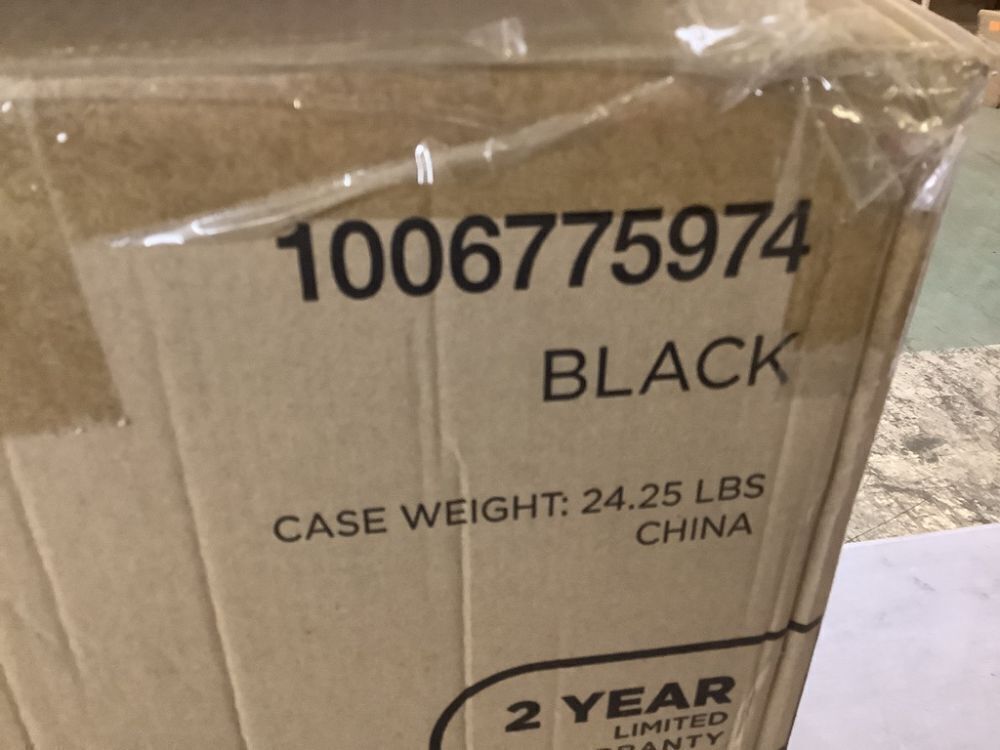 1006775974
BLACK
CASE WEIGHT: 24.25 LBS
CHINA
2 YEAR
LIMITED